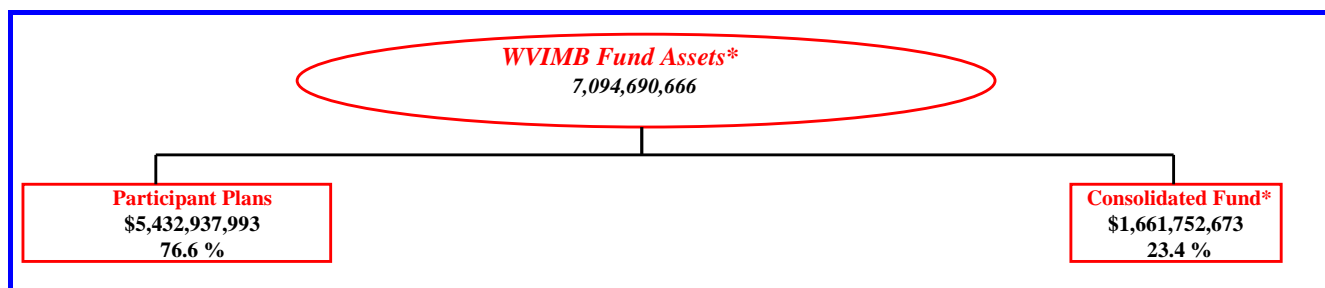 WVIMB Fund Assets*
7,094,690,666
Participant Plans
$5,432,937,993
76.6 %
Consolidated Fund*
$1,661,752,673
23.4 %